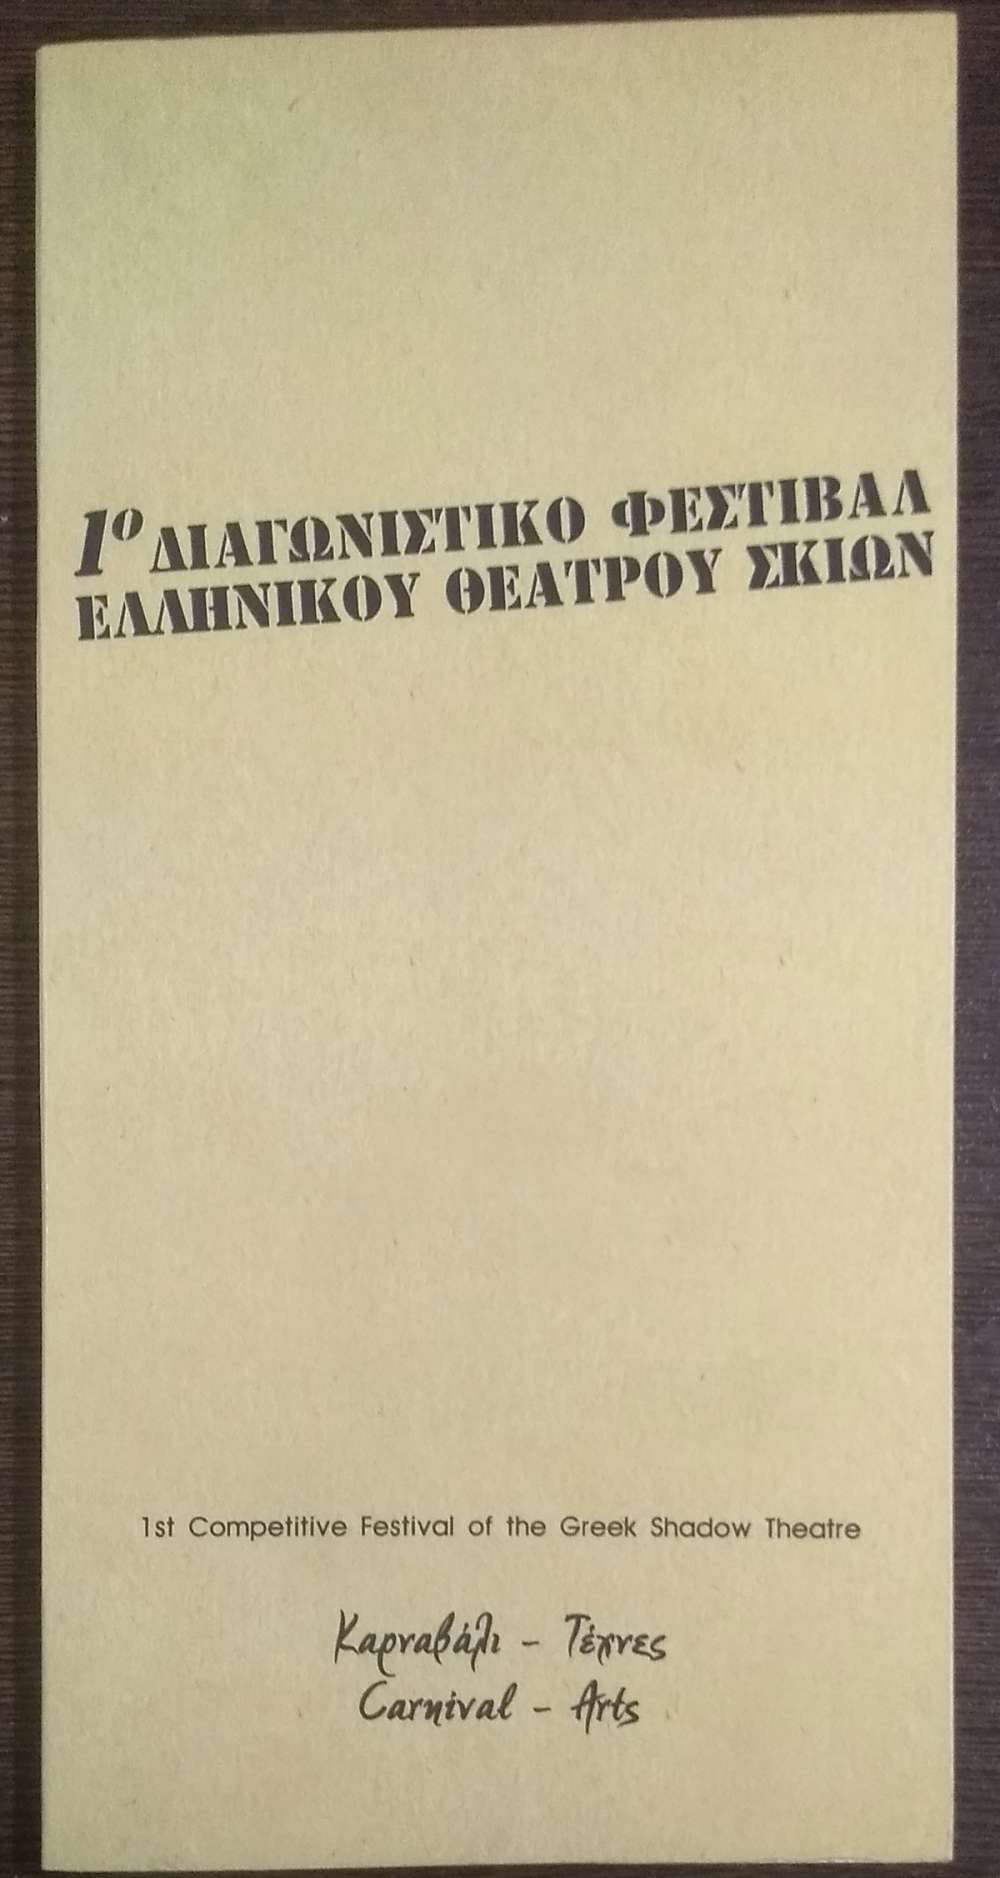 1ο ΔΙΑΓΩΝΙΣΤΙΚΟ ΦΕΣΤΙΒΑΛ
ΕΛΛΗΝΙΚΟΥ ΘΕΑΤΡΟΥ ΣΚΙΩΝ
1st Competitive Festival of the Greek Shadow Theatre
Καρναβάλι - Τέχνες
Carnival - Arts